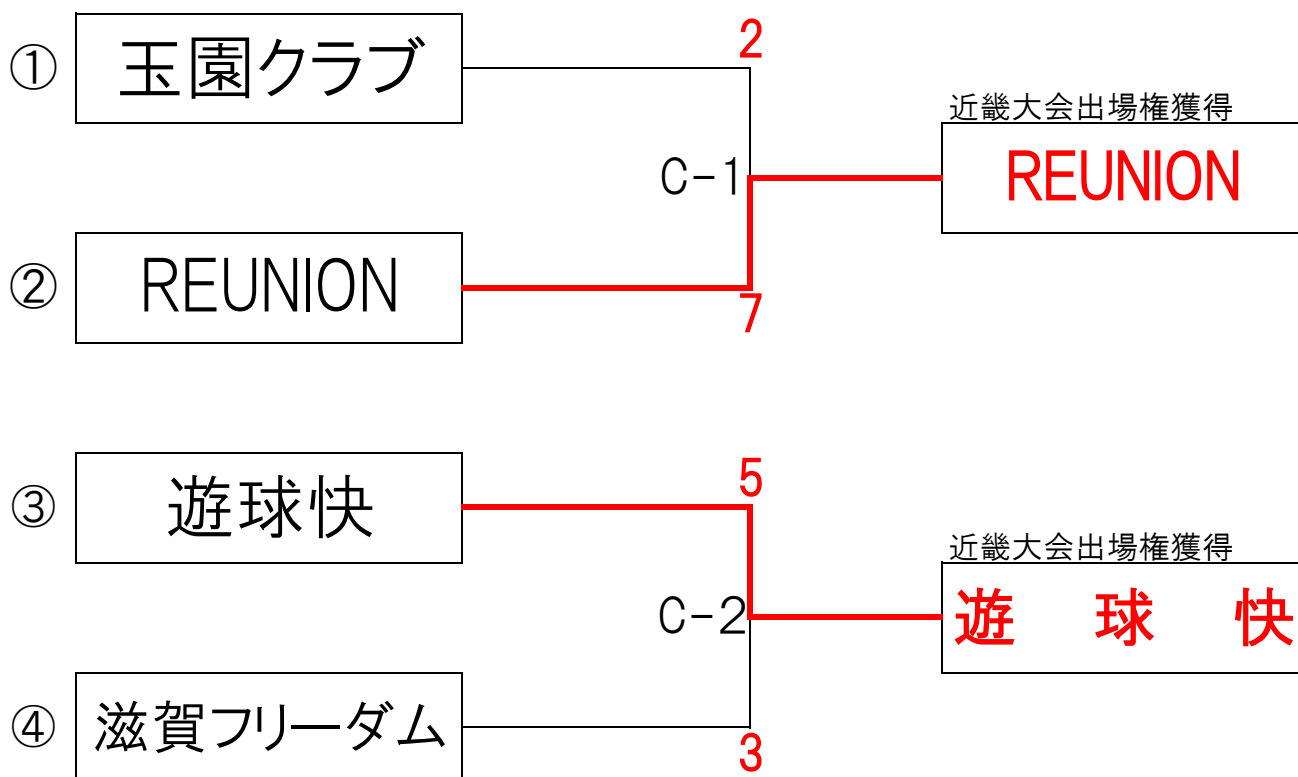 ① 玉園クラブ
2
近畿大会出場権獲得
C-1
REUNION
② REUNION
7
③ 遊球快
5
近畿大会出場権獲得
C-2
遊 球 快
④ 滋賀フリーダム
3